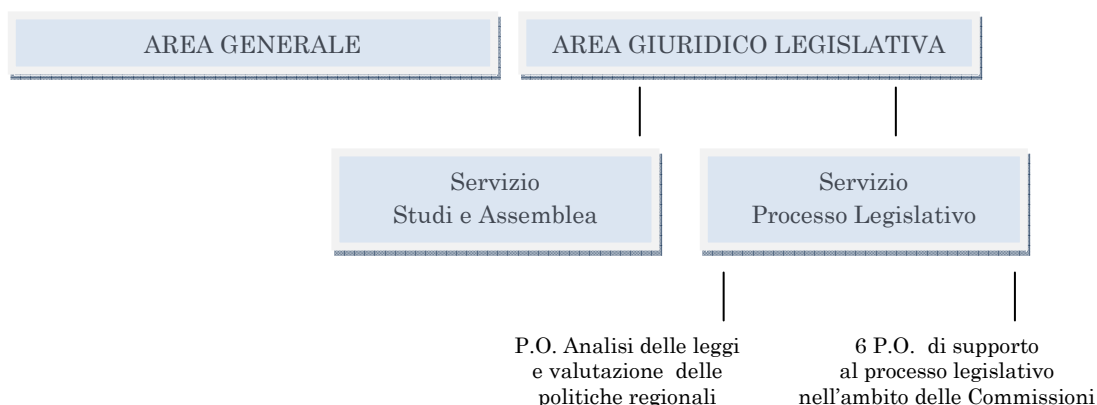 AREA GENERALE
AREA GIURIDICO LEGISLATIVA
Servizio
Studi e Assemblea
Servizio
Processo Legislativo
P.O. Analisi delle leggi
e valutazione delle
politiche regionali
6 P.O. di supporto
al processo legislativo
nell'ambito delle Commissioni